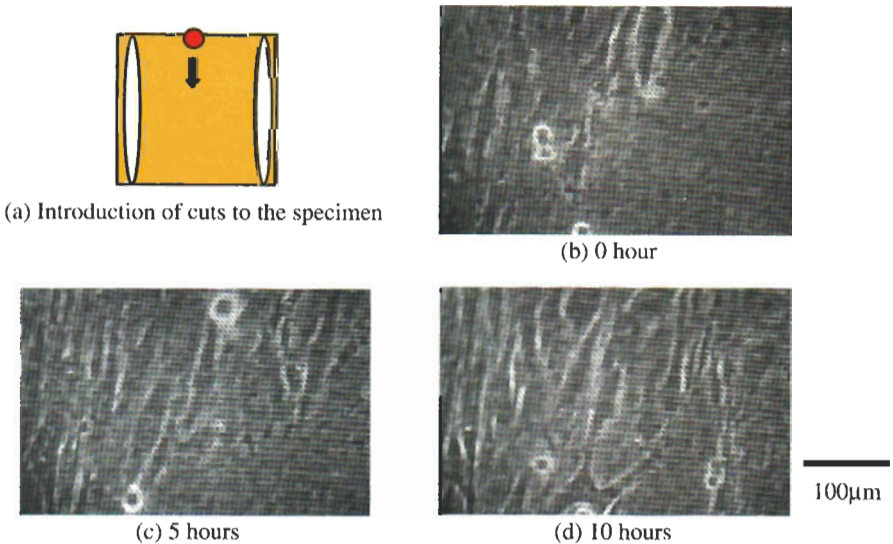 (a) Introduction of cuts to the specimen
(b) 0 hour
(c) 5 hours
(d) 10 hours
100μm